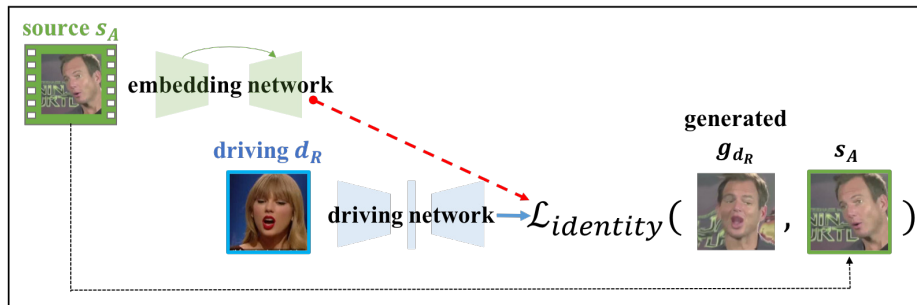 source s_A
embedding network
generated
g_{d_R}
s_A
driving d_R
driving network
ℒ_identity( , )